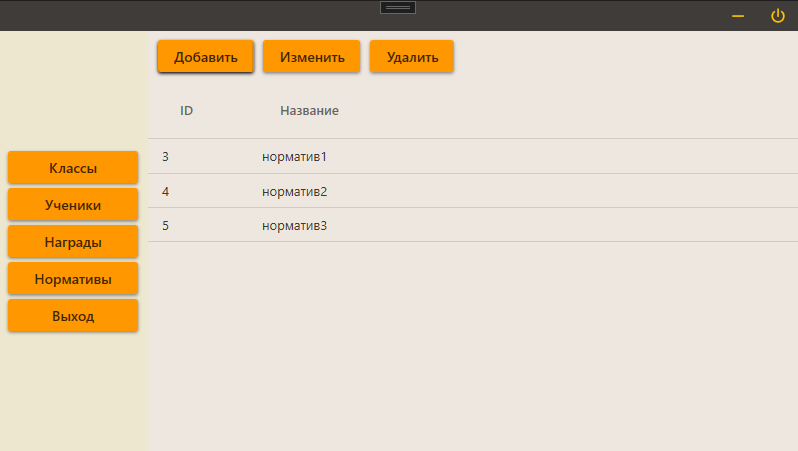 Добавить Изменить Удалить
ID Название
3 норматив1
4 норматив2
5 норматив3
Классы
Ученики
Награды
Нормативы
Выход